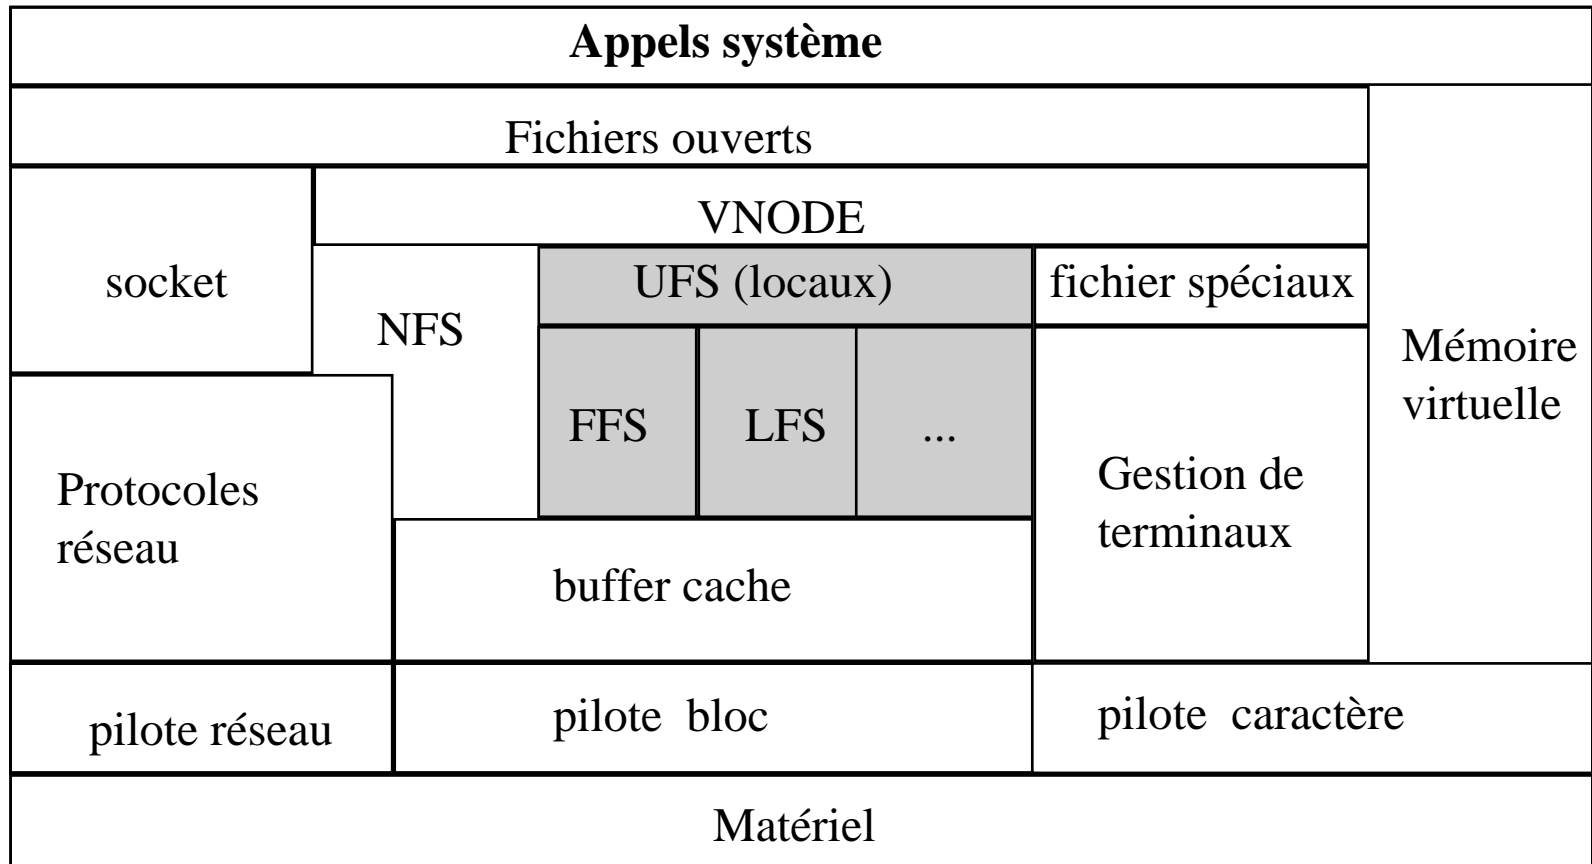 Appels système
Fichiers ouverts
VNODE
socket
UFS (locaux)
fichier spéciaux
NFS
Mémoire
virtuelle
FFS
LFS
...
Protocoles
réseau
Gestion de
terminaux
buffer cache
pilote réseau
pilote bloc
pilote caractère
Matériel